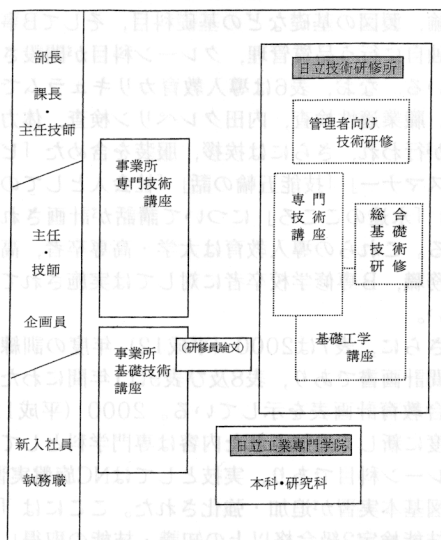 部長
課長
・
主任技師
主任
・
技師
企画員
新入社員
執務職
事業所
専門技術
講座
事業所
基礎技術
講座
(研修員論文)
日立技術研修所
管理者向け
技術研修
専門
技術
講座
総合
基礎
技術
研修
基礎工学
講座
日立工業専門学院
本科・研究科